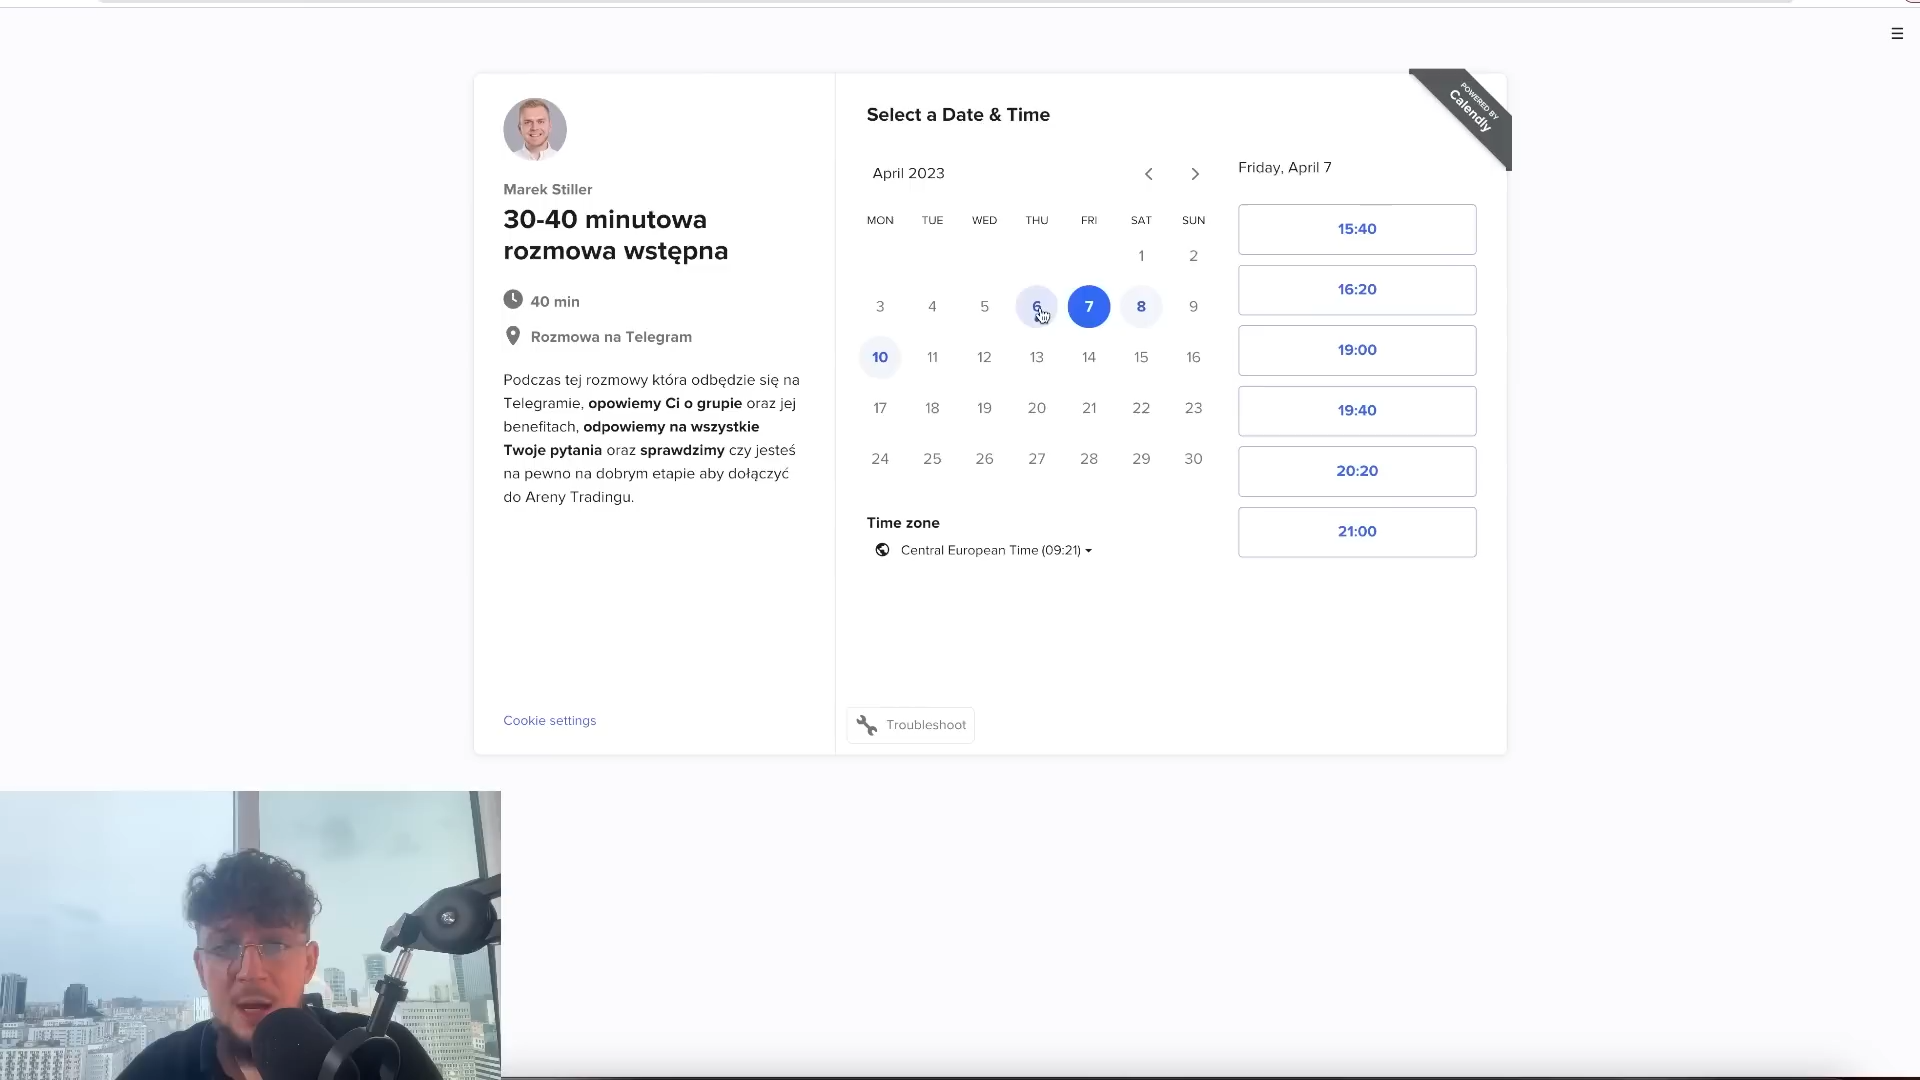 POWERED BY
Calendly
Marek Stiller
30-40 minutowa
rozmowa wstępna
40 min
Rozmowa na Telegram
Podczas tej rozmowy która odbędzie się na
Telegramie, opowiemy Ci o grupie oraz jej
benefitach, odpowiemy na wszystkie
Twoje pytania oraz sprawdzimy czy jesteś
na pewno na dobrym etapie aby dołączyć
do Areny Tradingu.
Cookie settings
Select a Date & Time
April 2023
MON TUE WED THU FRI SAT SUN
1 2
3 4 5 6 7 8 9
10 11 12 13 14 15 16
17 18 19 20 21 22 23
24 25 26 27 28 29 30
Time zone
Central European Time (09:21)
Troubleshoot
Friday, April 7
15:40
16:20
19:00
19:40
20:20
21:00